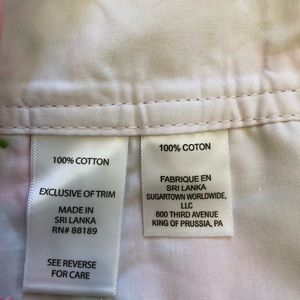 100% COTTON
EXCLUSIVE OF TRIM
MADE IN
SRI LANKA
RN# 88189
SEE REVERSE
FOR CARE
100% COTON
FABRIQUE EN
SRI LANKA
SUGARTOWN WORLDWIDE,
LLC
800 THIRD AVENUE
KING OF PRUSSIA, PA